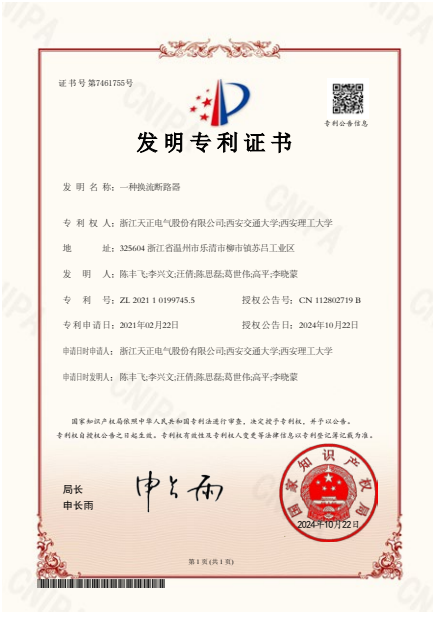 证书号第7461755号
专利公告信息
发明专利证书
发明名称：一种换流断路器
专利权人：浙江天正电气股份有限公司;西安交通大学;西安理工大学
地址：325604 浙江省温州市乐清市柳市镇苏吕工业区
发明人：陈丰飞;李兴文;汪倩;陈思磊;葛世伟;高平;李晓蒙
专利号：ZL 2021 1 0199745.5 授权公告号：CN 112802719 B
专利申请日：2021年02月22日 授权公告日：2024年10月22日
申请日时申请人：浙江天正电气股份有限公司;西安交通大学;西安理工大学
申请日时发明人：陈丰飞;李兴文;汪倩;陈思磊;葛世伟;高平;李晓蒙
国家知识产权局依照中华人民共和国专利法进行审查，决定授予专利权，并予以公告。
专利权自授权公告之日起生效。专利权有效性及专利权人变更等法律信息以专利登记簿记载为准。
局长
申长雨
申长雨
国家知识产权局
2024年10月22日
第 1 页 (共 1 页)
CNIPA